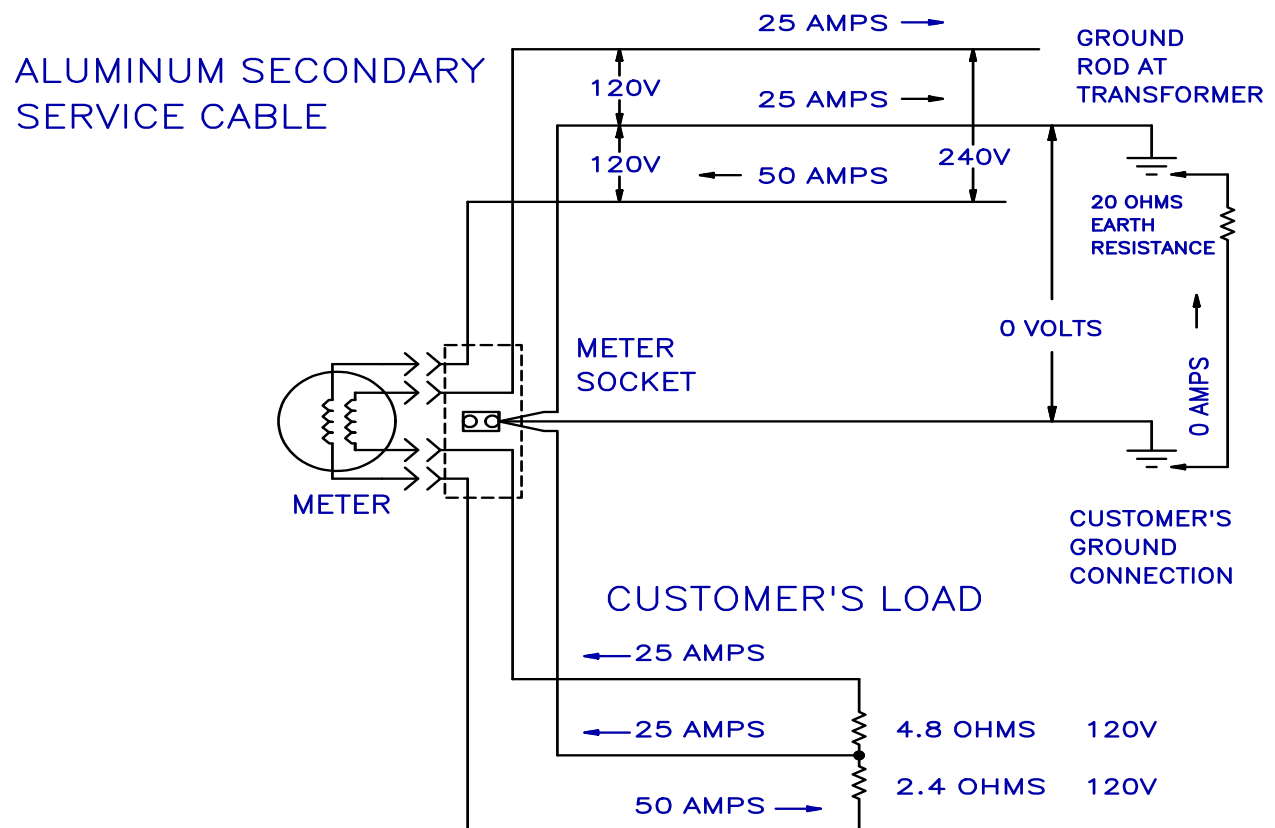 25 AMPS
ALUMINUM SECONDARY
SERVICE CABLE
GROUND
ROD AT
TRANSFORMER
120V
25 AMPS
120V
240V
50 AMPS
20 OHMS
EARTH
RESISTANCE
0 VOLTS
0 AMPS
METER
SOCKET
METER
CUSTOMER'S
GROUND
CONNECTION
CUSTOMER'S LOAD
25 AMPS
25 AMPS
4.8 OHMS 120V
2.4 OHMS 120V
50 AMPS